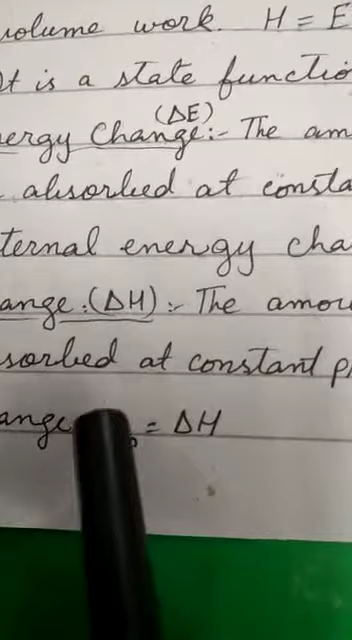 volume work. H = E
It is a state functio
(ΔE)
ergy Change:- The am
absorbed at consta
ternal energy cha
ange:(ΔH):- The amou
sorbed at constant p
ange = ΔH